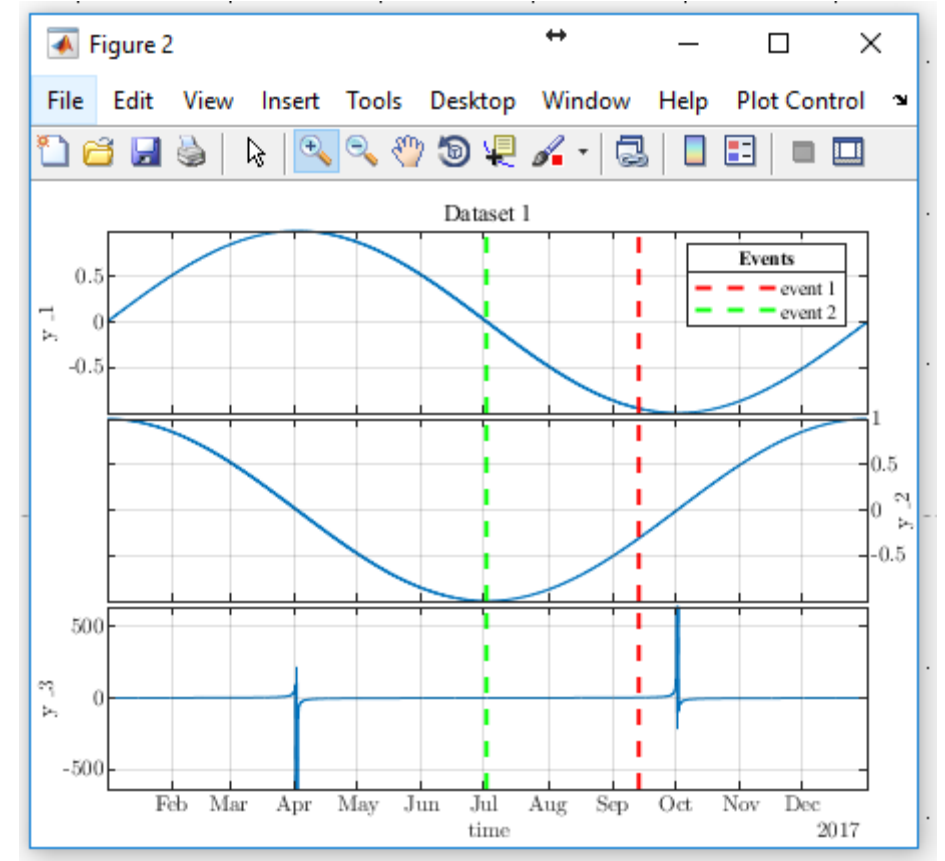 Figure 2
File Edit View Insert Tools Desktop Window Help Plot Control
Dataset 1
0.5
0
-0.5
y_1
Events
event 1
event 2
1
0.5
0
-0.5
y_2
500
0
-500
y_3
Feb Mar Apr May Jun Jul Aug Sep Oct Nov Dec
time
2017